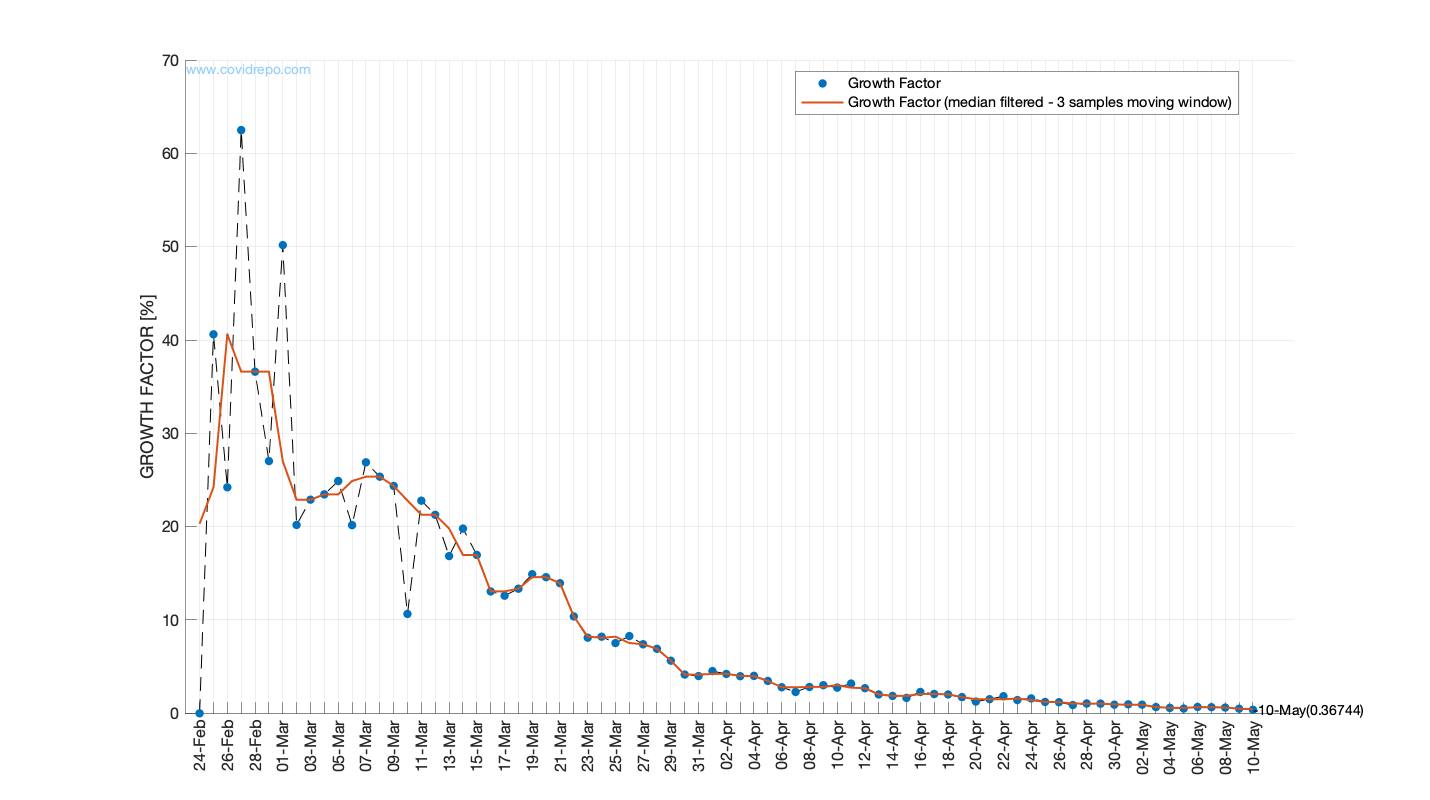 www.covidrepo.com
Growth Factor
Growth Factor (median filtered - 3 samples moving window)
GROWTH FACTOR [%]
70
60
50
40
30
20
10
0
10-May(0.36744)
24-Feb
26-Feb
28-Feb
01-Mar
03-Mar
05-Mar
07-Mar
09-Mar
11-Mar
13-Mar
15-Mar
17-Mar
19-Mar
21-Mar
23-Mar
25-Mar
27-Mar
29-Mar
31-Mar
02-Apr
04-Apr
06-Apr
08-Apr
10-Apr
12-Apr
14-Apr
16-Apr
18-Apr
20-Apr
22-Apr
24-Apr
26-Apr
28-Apr
30-Apr
02-May
04-May
06-May
08-May
10-May